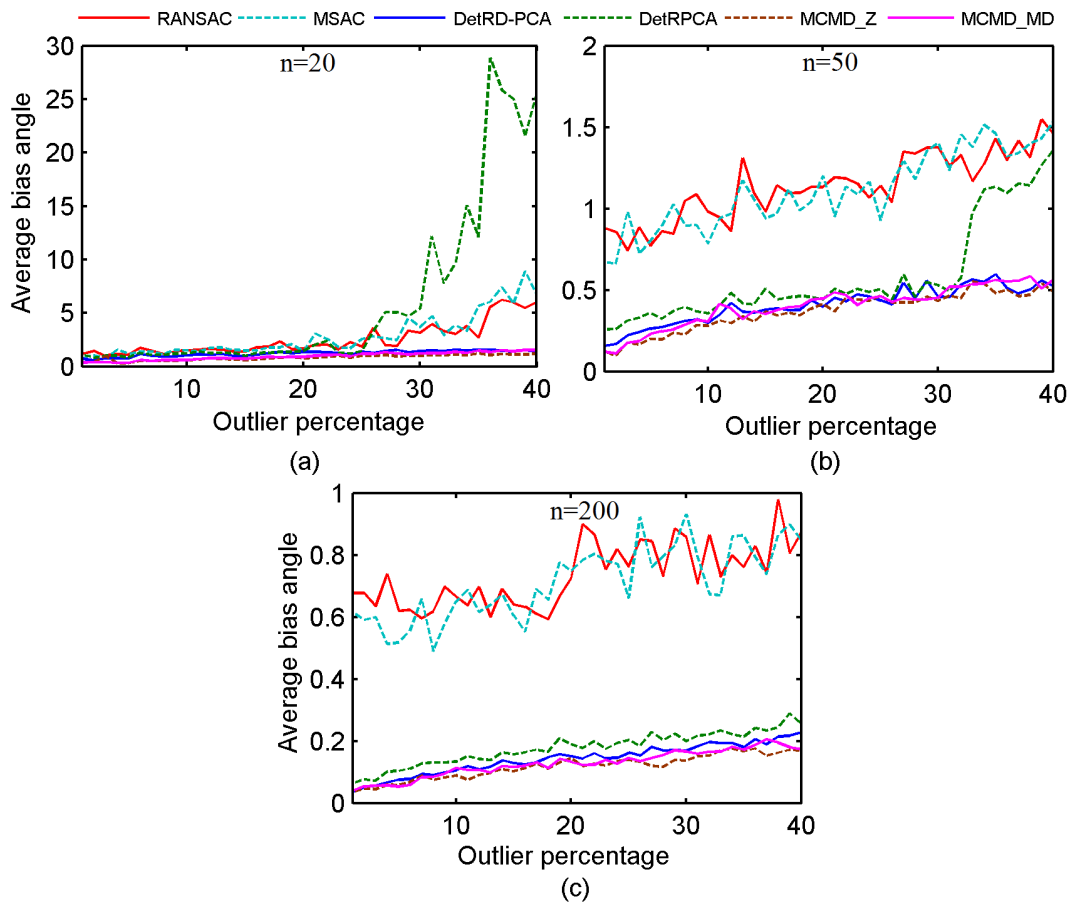 RANSAC MSAC DetRD-PCA DetRPCA MCMD_Z MCMD_MD
n=20
30
25
20
15
10
5
0
10 20 30 40
Average bias angle
Outlier percentage
(a)
n=50
2
1.5
1
0.5
0
10 20 30 40
Average bias angle
Outlier percentage
(b)
n=200
1
0.8
0.6
0.4
0.2
0
10 20 30 40
Average bias angle
Outlier percentage
(c)